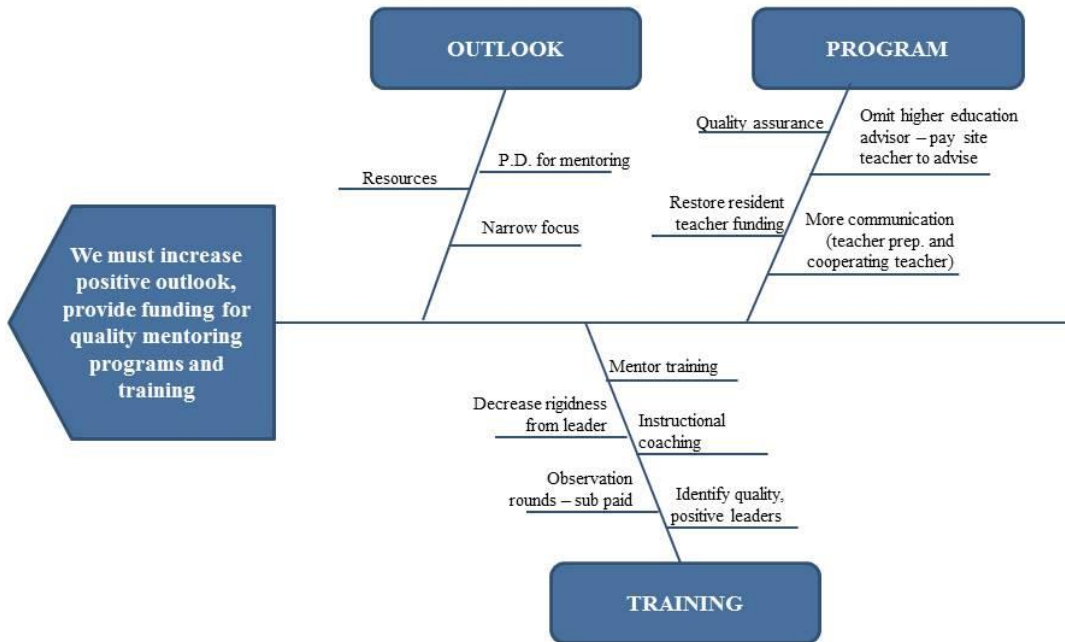 OUTLOOK
PROGRAM
Quality assurance
Omit higher education
advisor – pay site
teacher to advise
P.D. for mentoring
Resources
Restore resident
teacher funding
More communication
(teacher prep. and
cooperating teacher)
Narrow focus
We must increase
positive outlook,
provide funding for
quality mentoring
programs and
training
Mentor training
Decrease rigidness
from leader
Instructional
coaching
Observation
rounds – sub paid
Identify quality,
positive leaders
TRAINING